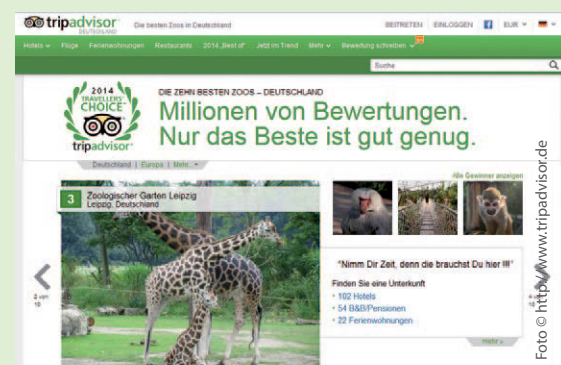 tripadvisor
DEUTSCHLAND
Die besten Zoos in Deutschland
BEITRETEN EINLOGGEN f EUR
Hotels Flüge Ferienwohnungen Restaurants 2014 „Best of“ Jetzt im Trend Mehr Bewertung schreiben
Suche
2014
TRAVELLERS'
CHOICE
tripadvisor
DIE ZEHN BESTEN ZOOS – DEUTSCHLAND
Millionen von Bewertungen.
Nur das Beste ist gut genug.
Deutschland | Europa | Mehr...
Alle Gewinner anzeigen
3 Zoologischer Garten Leipzig
Leipzig, Deutschland
2 von
10
"Nimm Dir Zeit, denn die brauchst Du hier !!!!"
Finden Sie eine Unterkunft
• 102 Hotels
• 54 B&B/Pensionen
• 22 Ferienwohnungen
mehr »
Foto © http://www.tripadvisor.de